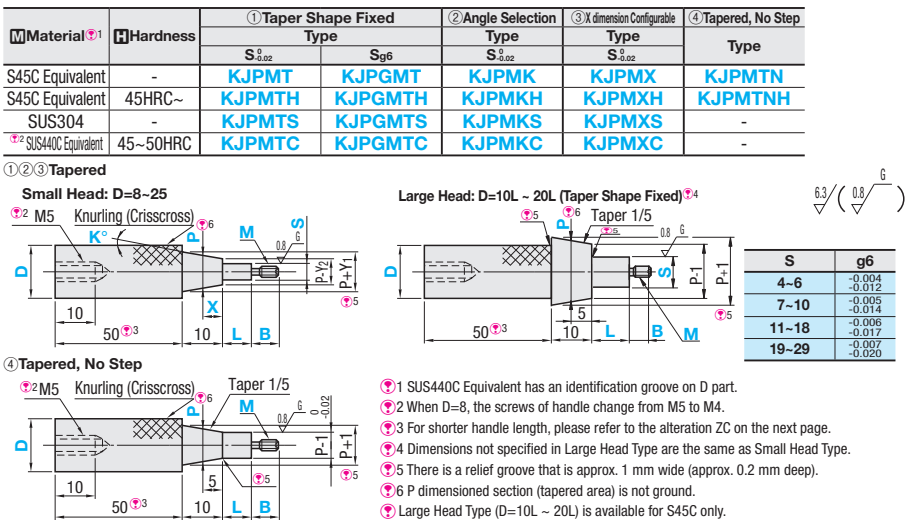 MMaterial 1 HHardness ①Taper Shape Fixed ②Angle Selection ③X dimension Configurable ④Tapered, No Step
Type Type Type Type
S 0 -0.02 Sg6 S 0 -0.02 S 0 -0.02
S45C Equivalent - KJPMT KJPGMT KJPMK KJPMX KJPMTN
S45C Equivalent 45HRC~ KJPMTH KJPGMTH KJPMKH KJPMXH KJPMTNH
SUS304 - KJPMTS KJPGMTS KJPMKS KJPMXS -
2 SUS440C Equivalent 45~50HRC KJPMTC KJPGMTC KJPMKC KJPMXC -
①②③Tapered
Small Head: D=8~25
2 M5 Knurling (Crisscross) 6
K° P M 0.8 G S
D P-Y2 P+Y1
X 5
10
50 3 10 L B
Large Head: D=10L ~ 20L (Taper Shape Fixed) 4
5 P 6 Taper 1/5
5 0.8 G
D S P-1 P+1
5 5
50 3 10 L B M
6.3 / ( 0.8 / G )
S g6
4~6 -0.004 -0.012
7~10 -0.005 -0.014
11~18 -0.006 -0.017
19~29 -0.007 -0.020
④Tapered, No Step
2 M5 Knurling (Crisscross) 6 Taper 1/5
P M 0.8 G 0 -0.02
D P-1 P+1
10 5 5 5
50 3 10 L B
1 SUS440C Equivalent has an identification groove on D part.
2 When D=8, the screws of handle change from M5 to M4.
3 For shorter handle length, please refer to the alteration ZC on the next page.
4 Dimensions not specified in Large Head Type are the same as Small Head Type.
5 There is a relief groove that is approx. 1 mm wide (approx. 0.2 mm deep).
6 P dimensioned section (tapered area) is not ground.
Large Head Type (D=10L ~ 20L) is available for S45C only.